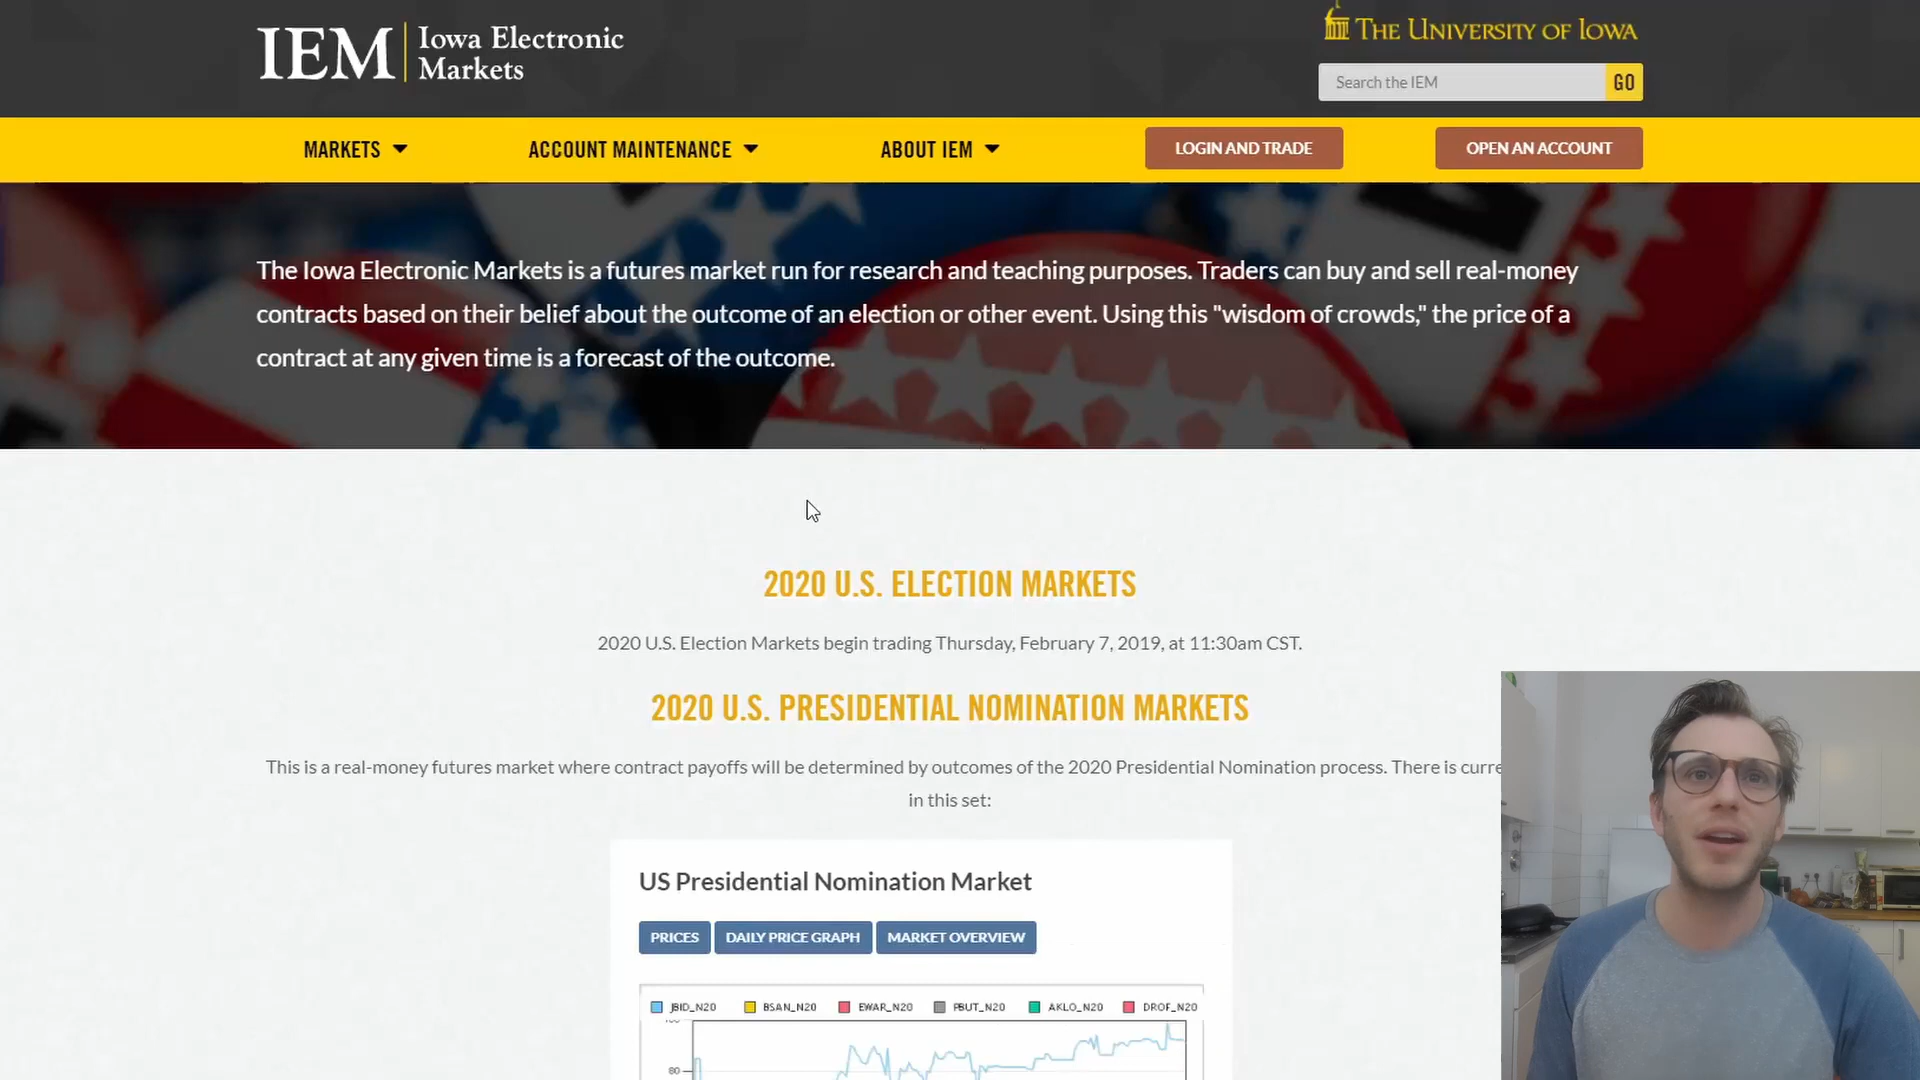 IEM
Iowa Electronic
Markets
THE UNIVERSITY OF IOWA
Search the IEM
GO
MARKETS
ACCOUNT MAINTENANCE
ABOUT IEM
LOGIN AND TRADE
OPEN AN ACCOUNT
The Iowa Electronic Markets is a futures market run for research and teaching purposes. Traders can buy and sell real-money
contracts based on their belief about the outcome of an election or other event. Using this "wisdom of crowds," the price of a
contract at any given time is a forecast of the outcome.
2020 U.S. ELECTION MARKETS
2020 U.S. Election Markets begin trading Thursday, February 7, 2019, at 11:30am CST.
2020 U.S. PRESIDENTIAL NOMINATION MARKETS
This is a real-money futures market where contract payoffs will be determined by outcomes of the 2020 Presidential Nomination process. There is curre
in this set:
US Presidential Nomination Market
PRICES
DAILY PRICE GRAPH
MARKET OVERVIEW
JBID_N20
BSAN_N20
EWAR_N20
PBUT_N20
AKLO_N20
DROF_N20
100
80